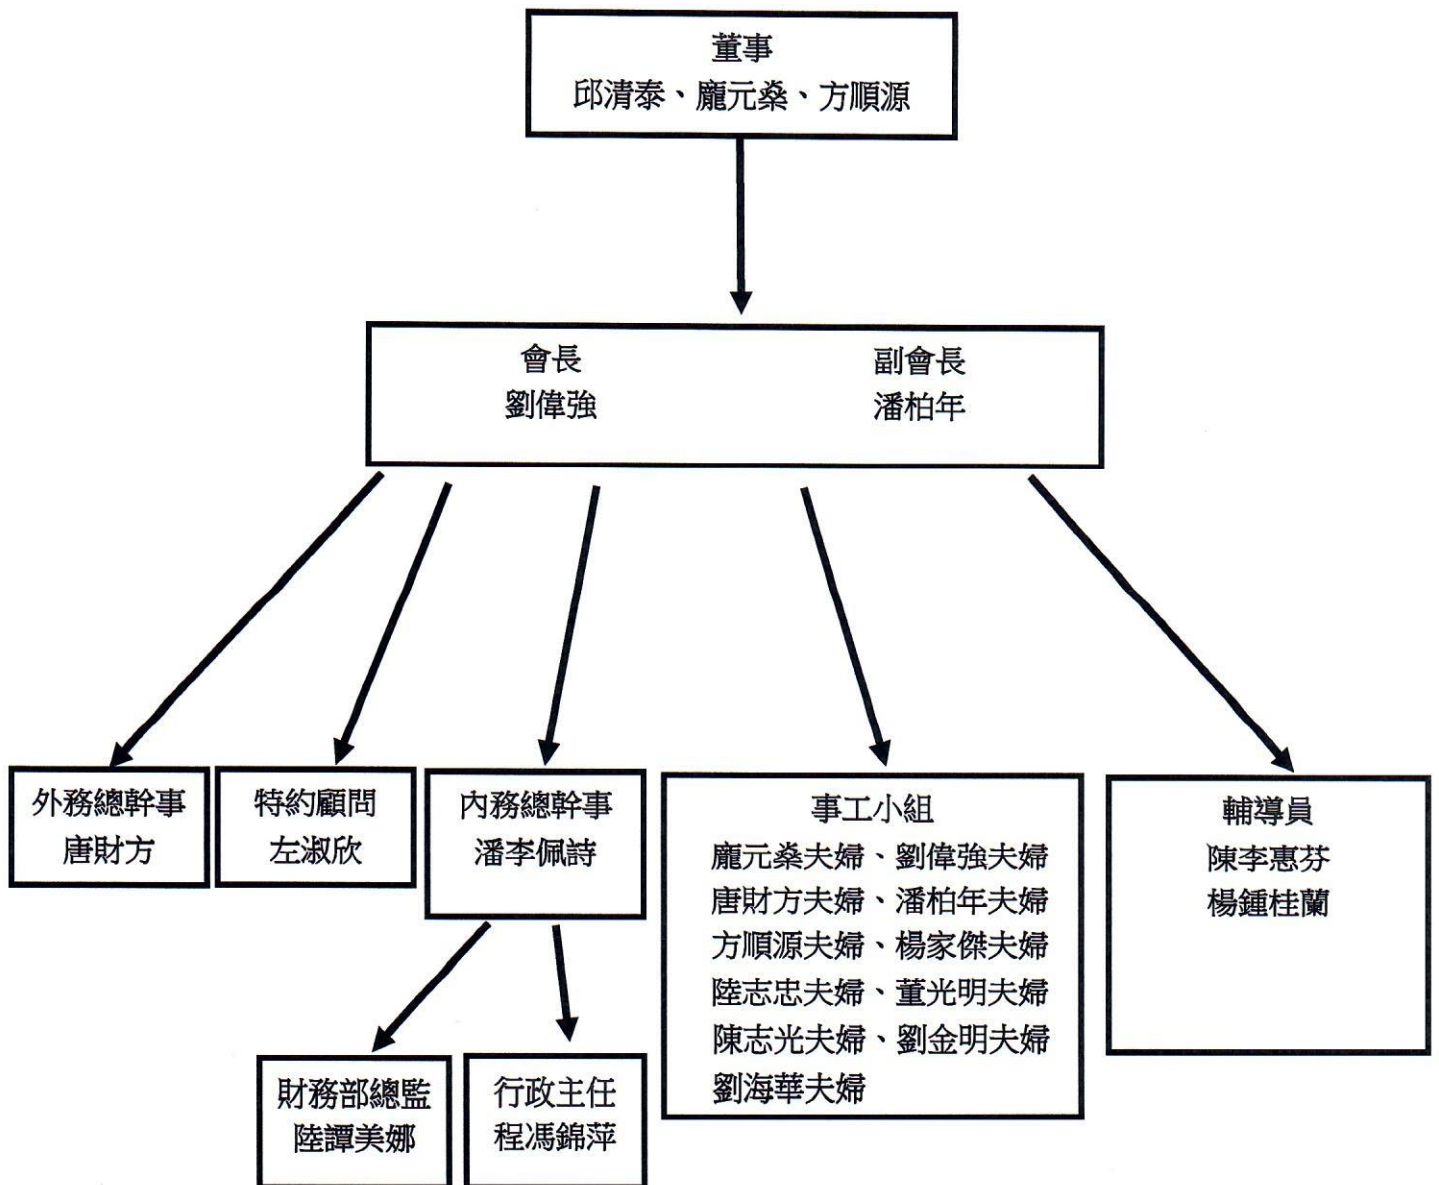 董事
邱清泰、龐元燊、方順源
會長
劉偉強
副會長
潘柏年
外務總幹事
唐財方
特約顧問
左淑欣
內務總幹事
潘李佩詩
事工小組
龐元燊夫婦、劉偉強夫婦
唐財方夫婦、潘柏年夫婦
方順源夫婦、楊家傑夫婦
陸志忠夫婦、董光明夫婦
陳志光夫婦、劉金明夫婦
劉海華夫婦
輔導員
陳李惠芬
楊鍾桂蘭
財務部總監
陸譚美娜
行政主任
程馮錦萍